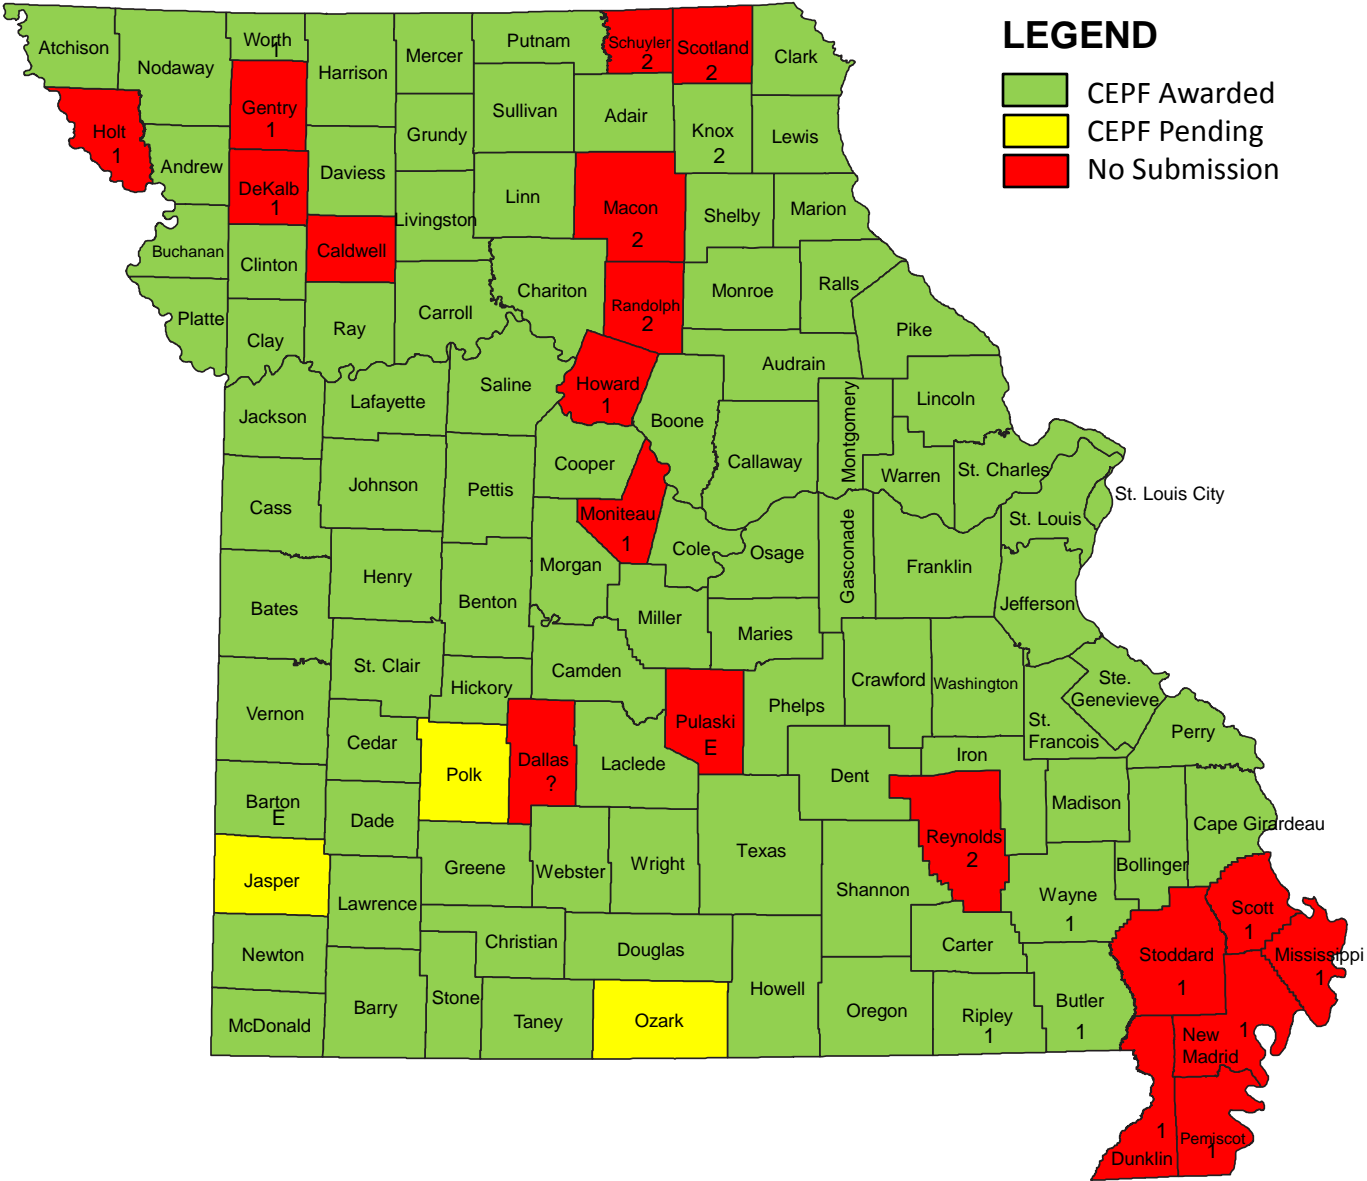 LEGEND
CEPF Awarded
CEPF Pending
No Submission
Atchison
Nodaway
Worth
1
Harrison
Mercer
Putnam
Schuyler
2
Scotland
2
Clark
Holt
1
Gentry
1
Andrew
DeKalb
1
Daviess
Grundy
Sullivan
Adair
Knox
2
Lewis
Linn
Macon
2
Shelby
Marion
Livingston
Buchanan
Clinton
Caldwell
Platte
Clay
Ray
Carroll
Chariton
Randolph
2
Monroe
Ralls
Pike
Audrain
Jackson
Lafayette
Saline
Howard
1
Boone
Montgomery
Lincoln
Cooper
Callaway
Warren
St. Charles
St. Louis City
St. Louis
Cass
Johnson
Pettis
Moniteau
1
Cole
Osage
Gasconade
Franklin
Jefferson
Morgan
Bates
Henry
Benton
Miller
Maries
St. Clair
Hickory
Camden
Pulaski
E
Phelps
Crawford
Washington
Ste.
Genevieve
St.
Francois
Perry
Vernon
Cedar
Polk
Dallas
?
Laclede
Dent
Iron
Barton
E
Dade
Greene
Webster
Wright
Texas
Reynolds
2
Madison
Cape Girardeau
Bollinger
Jasper
Lawrence
Shannon
Wayne
1
Scott
1
Newton
Christian
Douglas
Carter
Stoddard
1
Mississippi
1
McDonald
Barry
Stone
Taney
Ozark
Howell
Oregon
Ripley
1
Butler
1
New
Madrid
1
Dunklin
1
Pemiscot
1